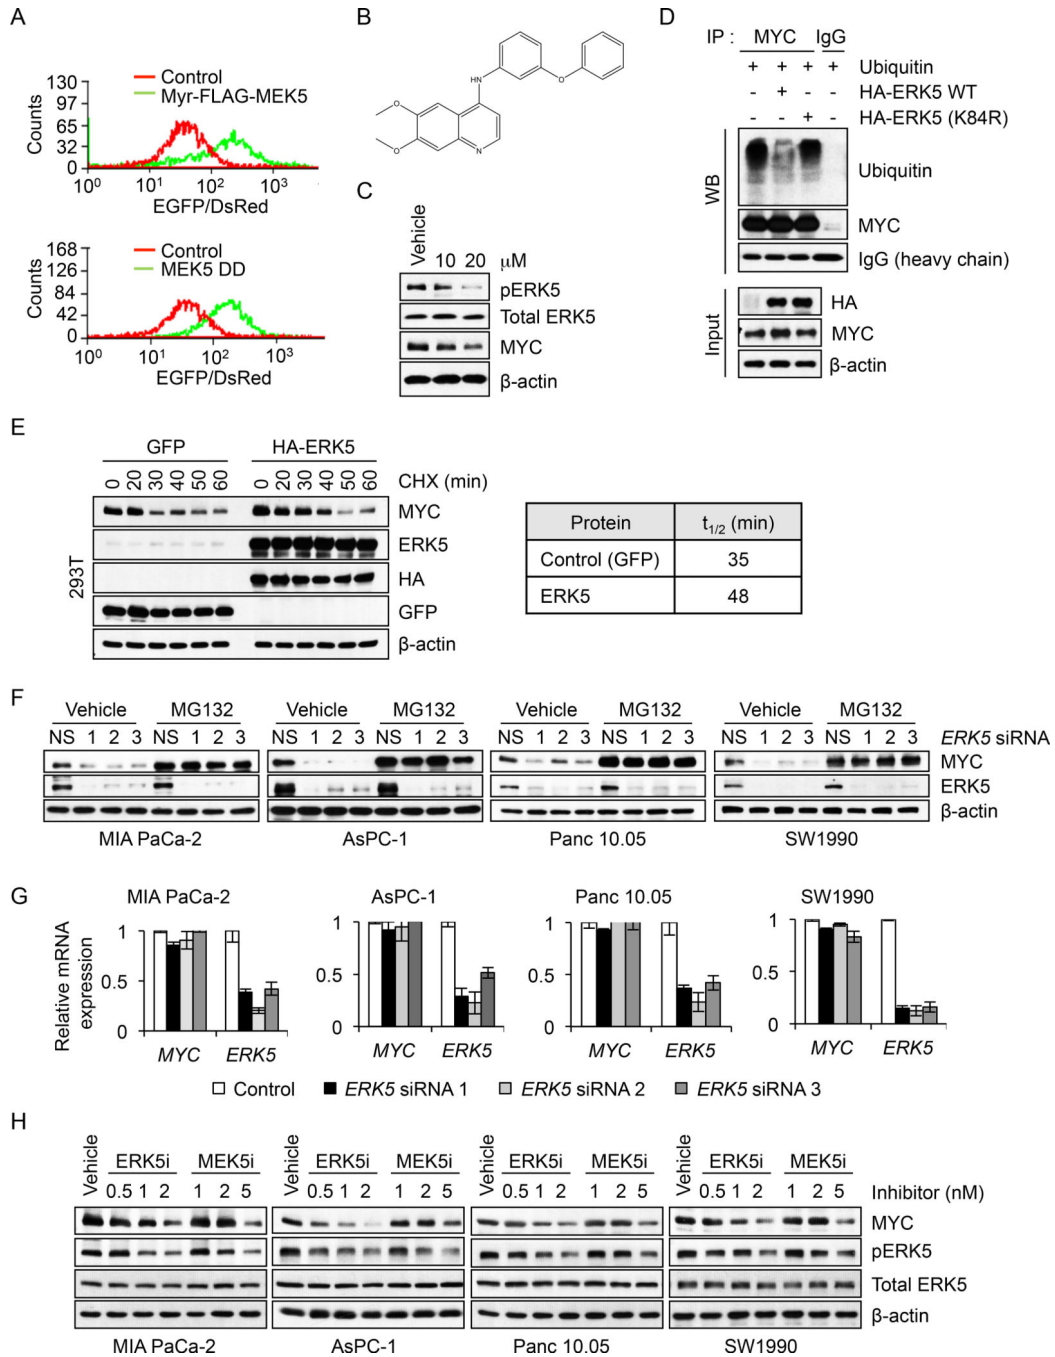 A
130
97
65
32
0
Counts
Control
Myr-FLAG-MEK5
10⁰ 10¹ 10² 10³
EGFP/DsRed
168
126
84
42
0
Counts
Control
MEK5 DD
10⁰ 10¹ 10² 10³
EGFP/DsRed
B
HN
O
O
O
N
C
Vehicle 10 20 μM
pERK5
Total ERK5
MYC
β-actin
D
IP : MYC IgG
+ + + + Ubiquitin
- + - - HA-ERK5 WT
- - + - HA-ERK5 (K84R)
WB
Ubiquitin
MYC
IgG (heavy chain)
Input
HA
MYC
β-actin
E
GFP HA-ERK5
0 20 30 40 50 60 0 20 30 40 50 60 CHX (min)
293T
MYC
ERK5
HA
GFP
β-actin
Protein t1/2 (min)
Control (GFP) 35
ERK5 48
F
Vehicle MG132 Vehicle MG132 Vehicle MG132 Vehicle MG132
NS 1 2 3 NS 1 2 3 NS 1 2 3 NS 1 2 3 NS 1 2 3 NS 1 2 3 NS 1 2 3 NS 1 2 3 ERK5 siRNA
MYC
ERK5
β-actin
MIA PaCa-2 AsPC-1 Panc 10.05 SW1990
G
MIA PaCa-2 AsPC-1 Panc 10.05 SW1990
Relative mRNA
expression
1 1 1 1
0.5 0.5 0.5 0.5
0 0 0 0
MYC ERK5 MYC ERK5 MYC ERK5 MYC ERK5
Control ERK5 siRNA 1 ERK5 siRNA 2 ERK5 siRNA 3
H
Vehicle ERK5i MEK5i Vehicle ERK5i MEK5i Vehicle ERK5i MEK5i Vehicle ERK5i MEK5i
0.5 1 2 1 2 5 0.5 1 2 1 2 5 0.5 1 2 1 2 5 0.5 1 2 1 2 5 Inhibitor (nM)
MYC
pERK5
Total ERK5
β-actin
MIA PaCa-2 AsPC-1 Panc 10.05 SW1990